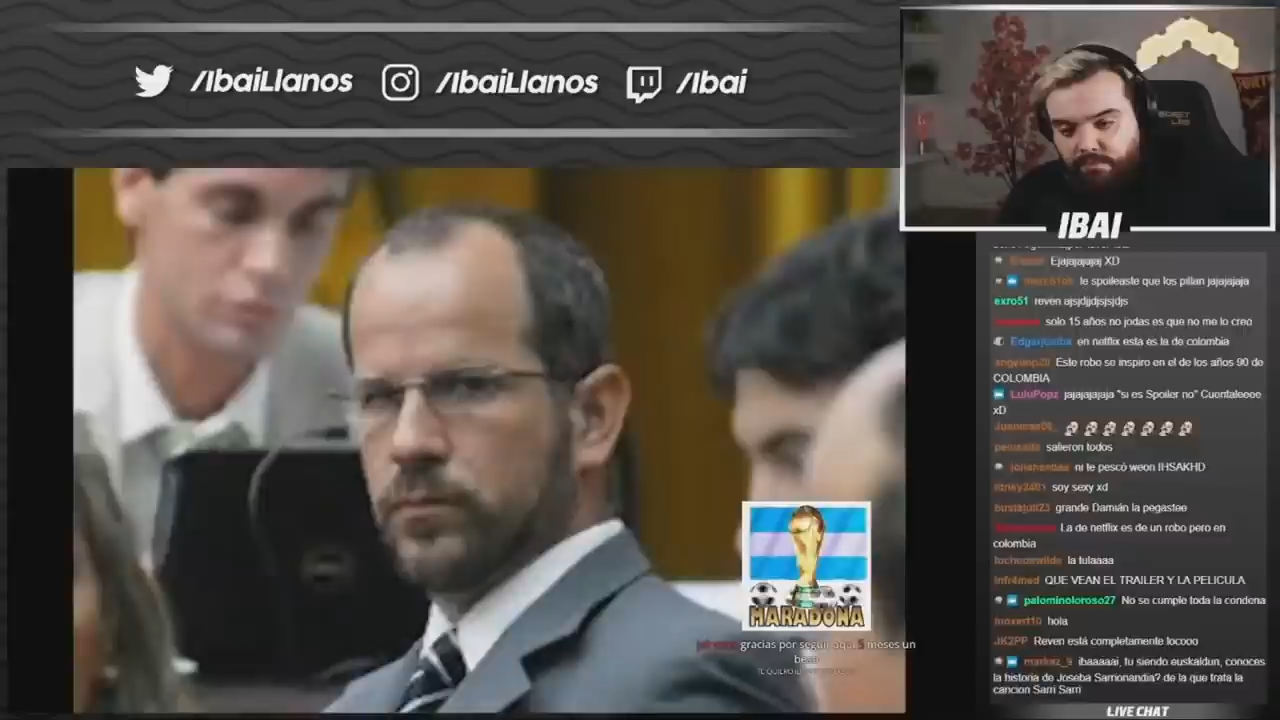 /IbaiLlanos /IbaiLlanos /Ibai
IBAI
Ejajajajaj XD
le spoileaste que los pillan jajajajaja
exro51 reven ajsjdjjdjsjsjdjs
solo 15 años no jodas es que no me lo creo
en netflix esta es la de colombia
Este robo se inspiro en el de los años 90 de
COLOMBIA
LuluPopz jajajajajaja "si es Spoiler no" Cuentaleeee
xD
salieron todos
ni te pescó weon IHSAKHD
soy sexy xd
grande Damián la pegastee
La de netflix es de un robo pero en
colombia
la tulaaaa
QUE VEAN EL TRAILER Y LA PELICULA
palominoloroso27 No se cumple toda la condena
hola
JK2PP Reven está completamente locooo
ibaaaaai, tu siendo euskaldun, conoces
la historia de Joseba Sarrionandia? de la que trata la
cancion Sarri Sarri
LIVE CHAT
MARADONA
gracias por seguir aqui 5 meses un